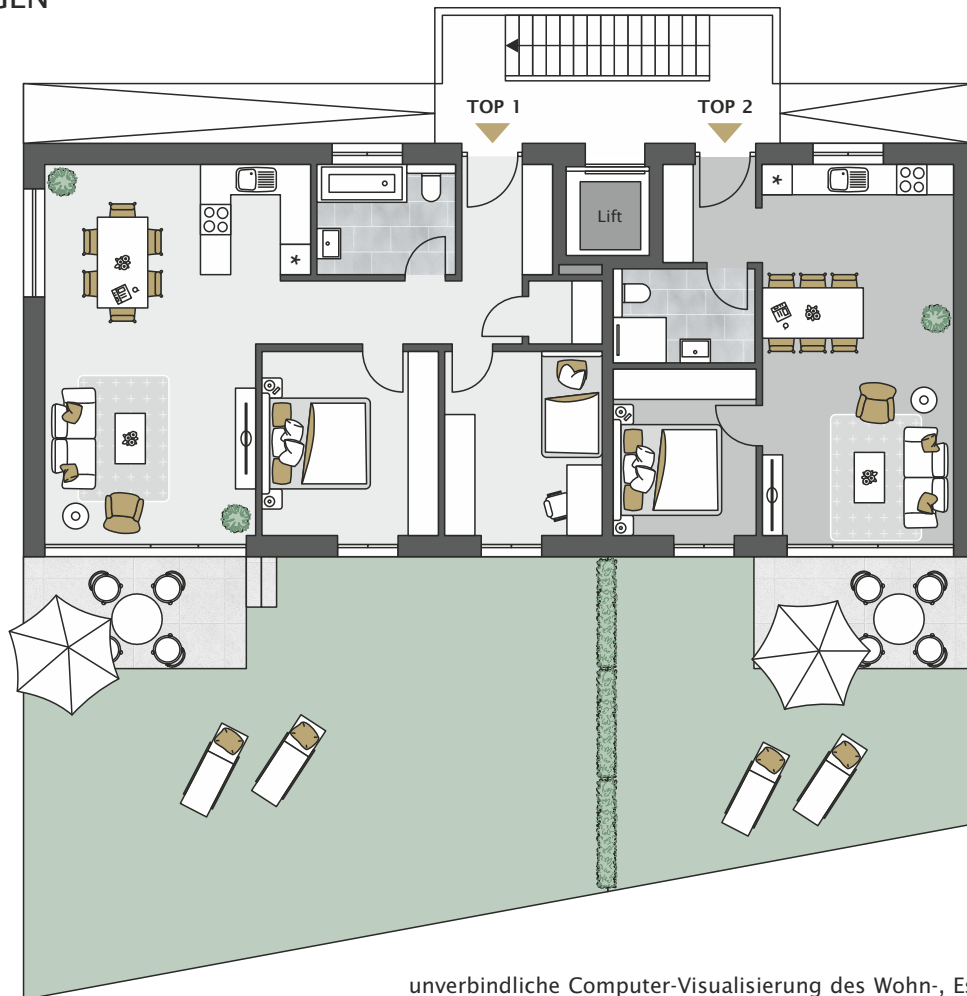 TOP 1
TOP 2
Lift
unverbindliche Computer-Visualisierung des Wohn-,